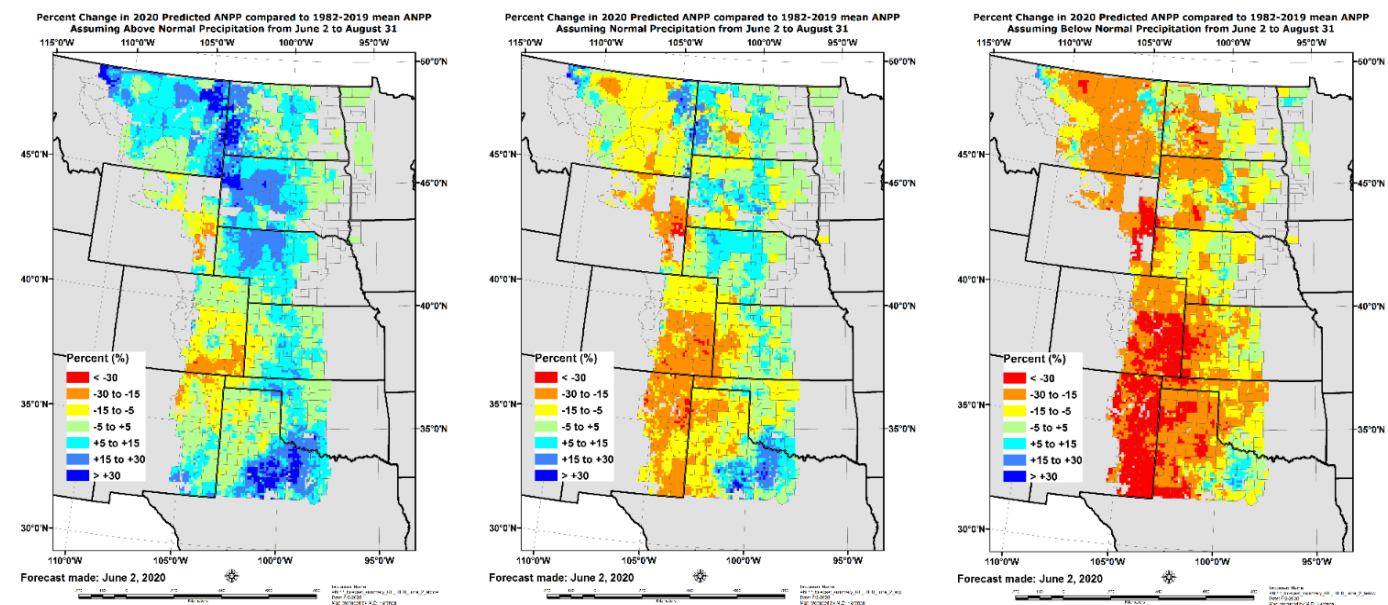 Percent Change in 2020 Predicted ANPP compared to 1982-2019 mean ANPP
Assuming Above Normal Precipitation from June 2 to August 31
115°0'W 110°0'W 105°0'W 100°0'W 95°0'W
50°0'N
45°0'N
45°0'N
40°0'N
40°0'N
35°0'N
35°0'N
30°0'N
Percent (%)
< -30
-30 to -15
-15 to -5
-5 to +5
+5 to +15
+15 to +30
> +30
110°0'W 105°0'W 100°0'W 95°0'W
Forecast made: June 2, 2020
Kilometers
Percent Change in 2020 Predicted ANPP compared to 1982-2019 mean ANPP
Assuming Normal Precipitation from June 2 to August 31
115°0'W 110°0'W 105°0'W 100°0'W 95°0'W
50°0'N
45°0'N
45°0'N
40°0'N
40°0'N
35°0'N
35°0'N
30°0'N
Percent (%)
< -30
-30 to -15
-15 to -5
-5 to +5
+5 to +15
+15 to +30
> +30
110°0'W 105°0'W 100°0'W 95°0'W
Forecast made: June 2, 2020
Kilometers
Percent Change in 2020 Predicted ANPP compared to 1982-2019 mean ANPP
Assuming Below Normal Precipitation from June 2 to August 31
115°0'W 110°0'W 105°0'W 100°0'W 95°0'W
50°0'N
45°0'N
45°0'N
40°0'N
40°0'N
35°0'N
35°0'N
30°0'N
Percent (%)
< -30
-30 to -15
-15 to -5
-5 to +5
+5 to +15
+15 to +30
> +30
110°0'W 105°0'W 100°0'W 95°0'W
Forecast made: June 2, 2020
Kilometers